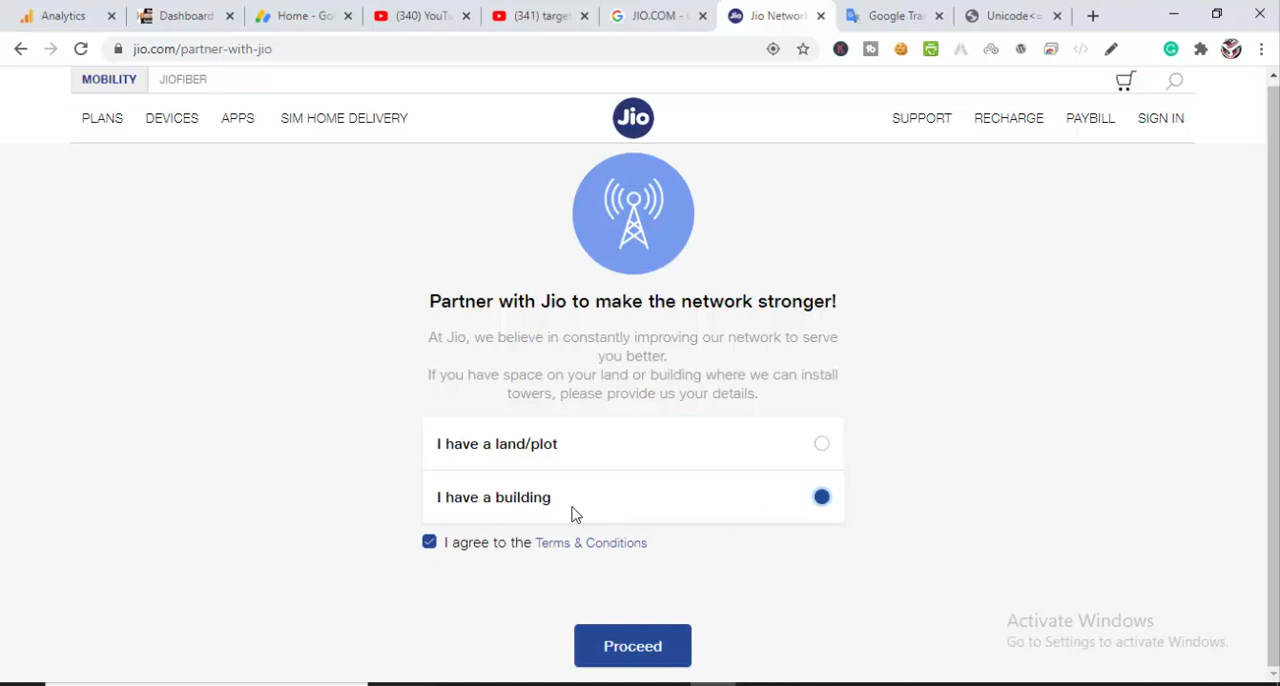 Analytics
Dashboard
Home - Go
(340) YouTu
(341) targe
JIO.COM -
Jio Network
Google Tra
Unicode<=
jio.com/partner-with-jio
MOBILITY
JIOFIBER
PLANS
DEVICES
APPS
SIM HOME DELIVERY
Jio
SUPPORT
RECHARGE
PAYBILL
SIGN IN
Partner with Jio to make the network stronger!
At Jio, we believe in constantly improving our network to serve
you better.
If you have space on your land or building where we can install
towers, please provide us your details.
I have a land/plot
I have a building
I agree to the Terms & Conditions
Proceed
Activate Windows
Go to Settings to activate Windows.